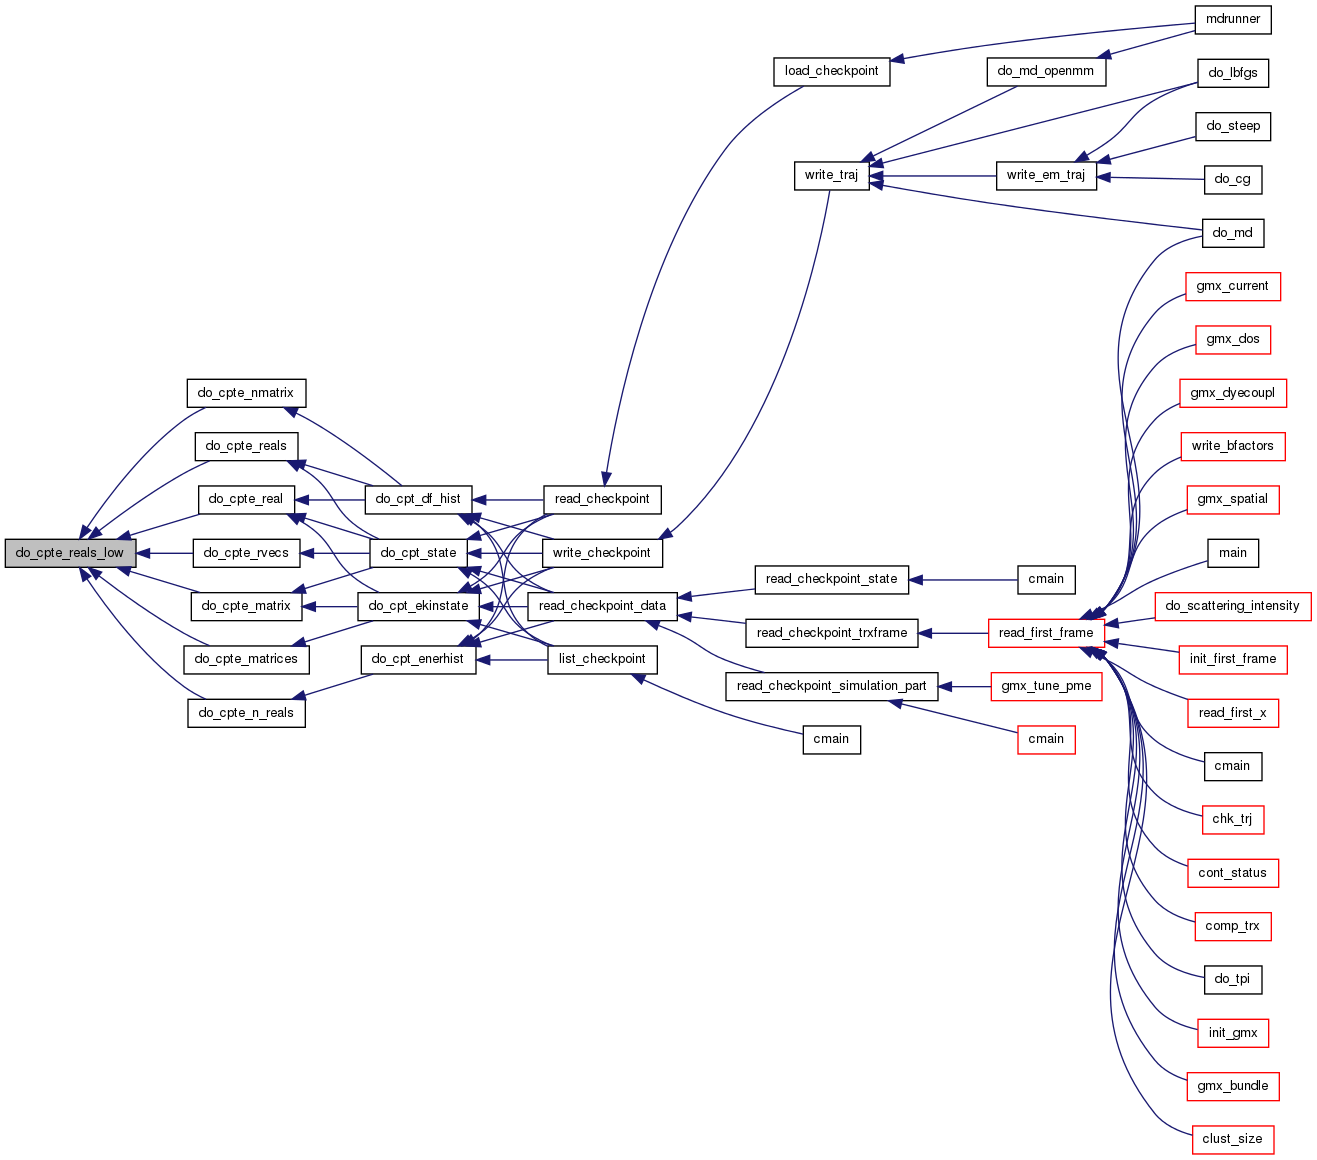 mdrunner
load_checkpoint
do_md_openmm
do_lbfgs
do_steep
write_traj
write_em_traj
do_cg
do_md
gmx_current
gmx_dos
do_cpte_nmatrix
gmx_dyecoupl
do_cpte_reals
write_bfactors
do_cpte_real
do_cpt_df_hist
read_checkpoint
gmx_spatial
do_cpte_reals_low
do_cpte_rvecs
do_cpt_state
write_checkpoint
main
read_checkpoint_state
cmain
do_cpte_matrix
do_cpt_ekinstate
read_checkpoint_data
do_scattering_intensity
read_checkpoint_trxframe
read_first_frame
do_cpte_matrices
do_cpt_enerhist
list_checkpoint
init_first_frame
read_checkpoint_simulation_part
gmx_tune_pme
do_cpte_n_reals
read_first_x
cmain
cmain
cmain
chk_trj
cont_status
comp_trx
do_tpi
init_gmx
gmx_bundle
clust_size